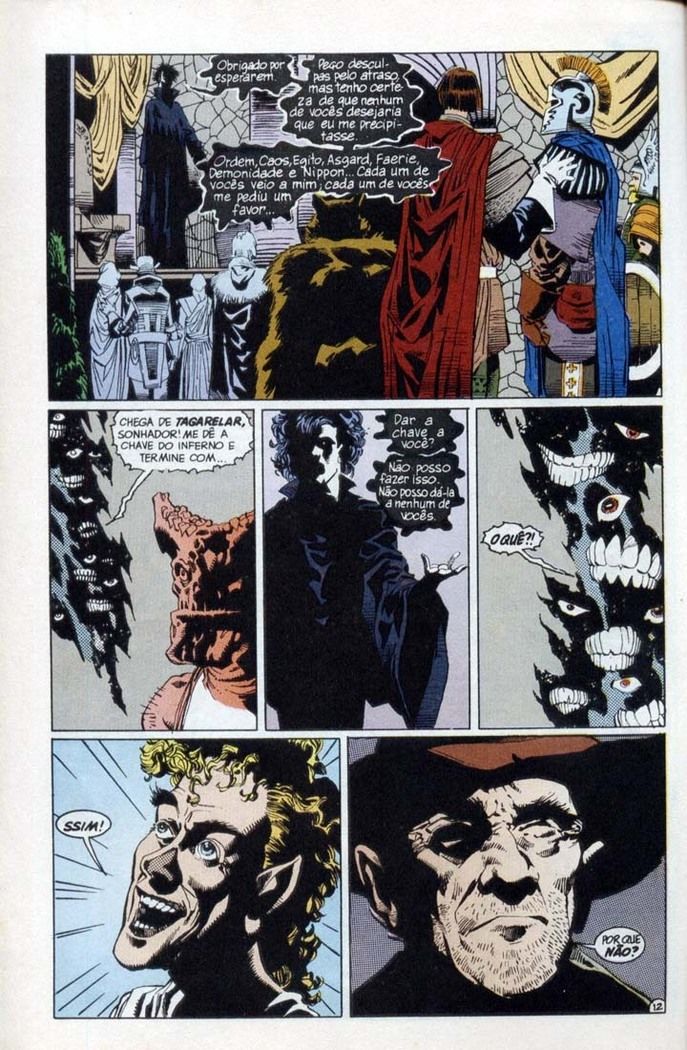 Obrigado por
esperarem.
Peço descul-
pas pelo atraso,
mas tenho certe-
za de que nenhum
de vocês desejaria
que eu me precipi-
tasse.
Ordem, Caos, Egito, Asgard, Faerie,
Demonidade e Nippon... Cada um de
vocês veio a mim; cada um de vocês
me pediu um
favor...
CHEGA DE TAGARELAR,
SONHADOR! ME DÊ A
CHAVE DO INFERNO E
TERMINE COM...
Dar a
chave a
você?
Não posso
fazer isso.
Não posso dá-la
a nenhum de
vocês.
O QUÊ?!
SSIM!
POR QUE
NÃO?
12